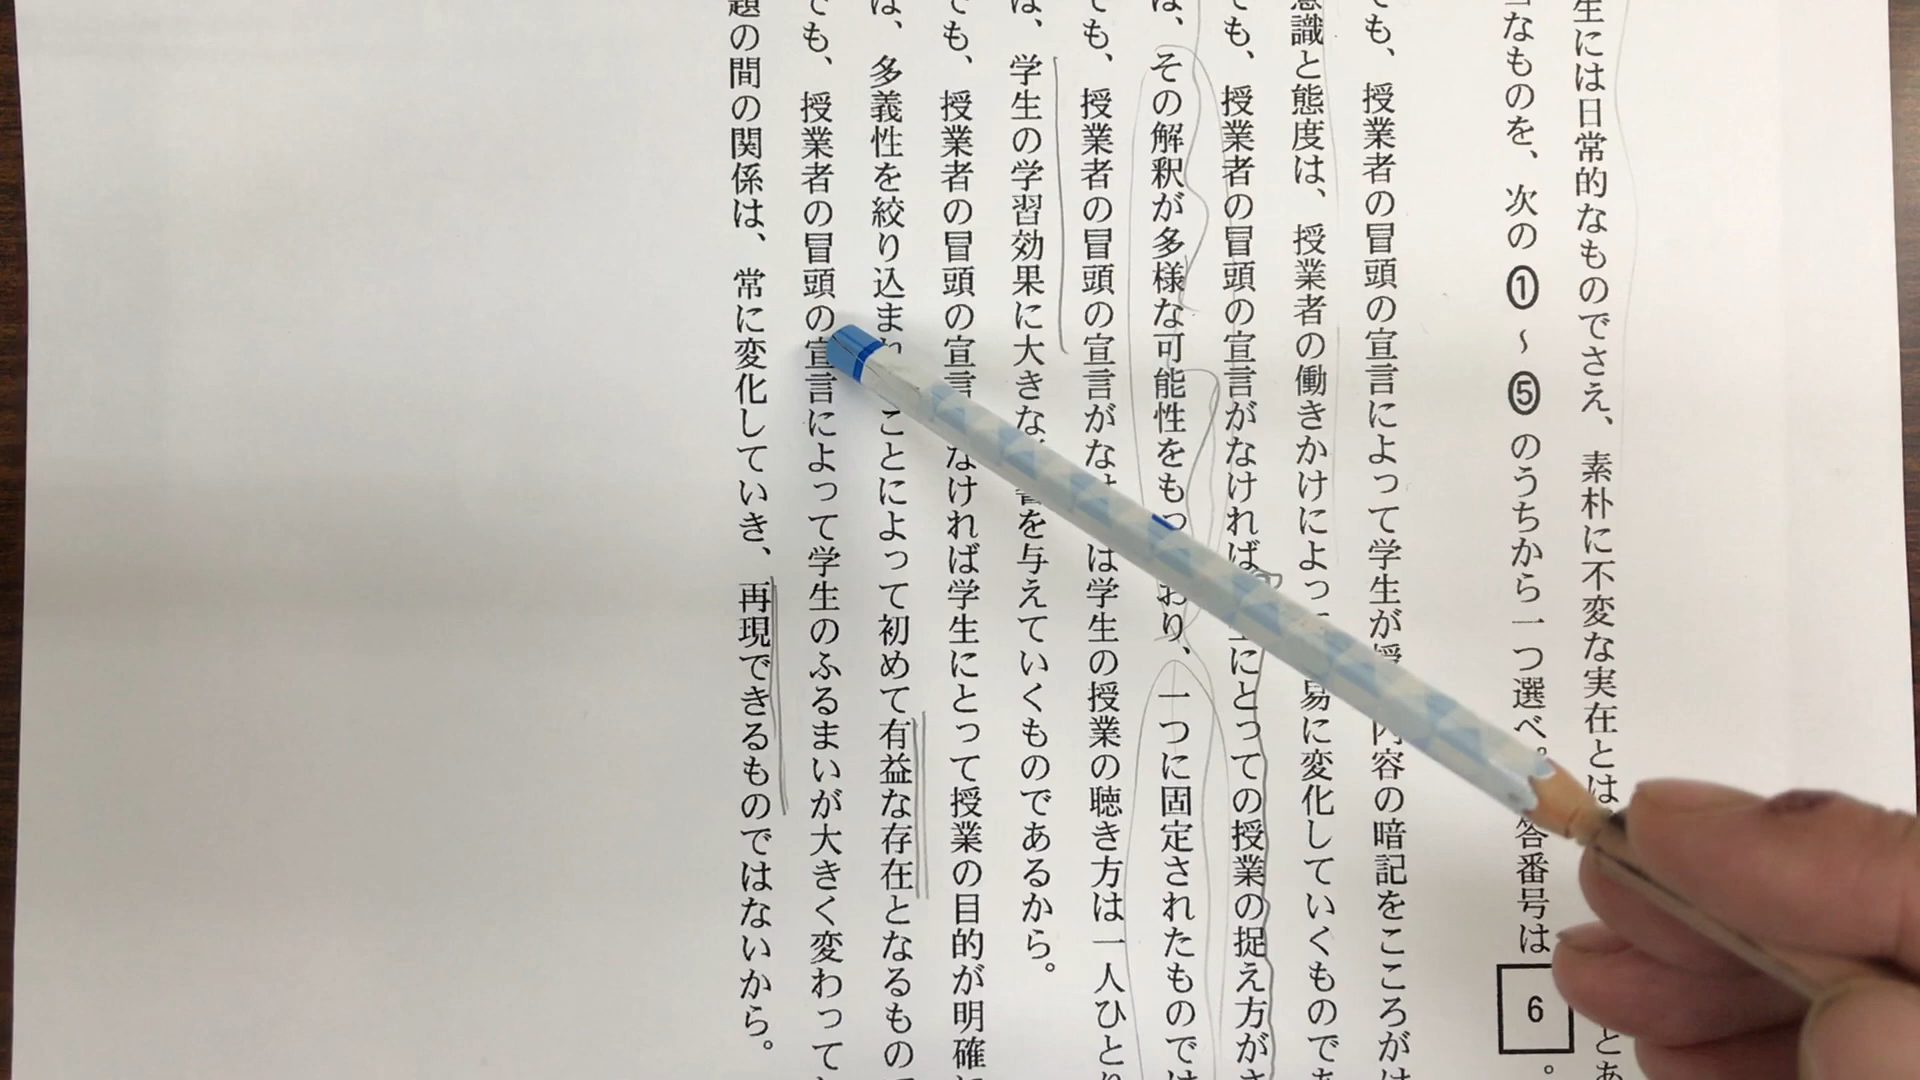 生には日常的なものでさえ、素朴に不変な実在とは
なものを、次の①〜⑤のうちから一つ選べ。解答番号は 6 。
でも、授業者の冒頭の宣言によって学生が授 内容の暗記をこころが
意識と態度は、授業者の働きかけによって 易に変化していくものであ
ても、授業者の冒頭の宣言がなければ にとっての授業の捉え方がさ
は、その解釈が多様な可能性をもっており、一つに固定されたものでは
ても、授業者の冒頭の宣言がなけ は学生の授業の聴き方は一人ひとり
は、学生の学習効果に大きな影響を与えていくものであるから。
でも、授業者の冒頭の宣言 なければ学生にとって授業の目的が明確に
は、多義性を絞り込まれ ことによって初めて有益な存在となるもの
でも、授業者の冒頭の宣言によって学生のふるまいが大きく変わって
題の間の関係は、常に変化していき、再現できるものではないから。